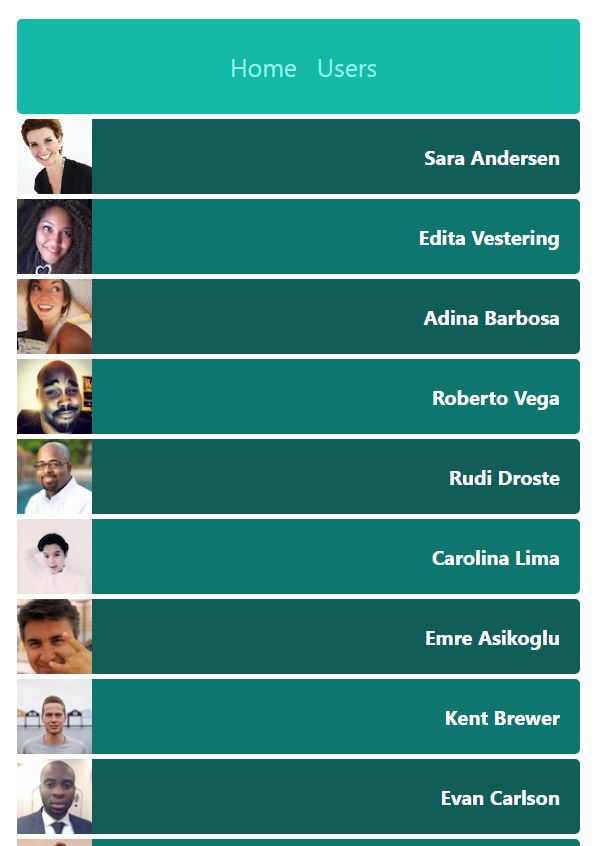 Home Users
Sara Andersen
Edita Vestering
Adina Barbosa
Roberto Vega
Rudi Droste
Carolina Lima
Emre Asikoglu
Kent Brewer
Evan Carlson